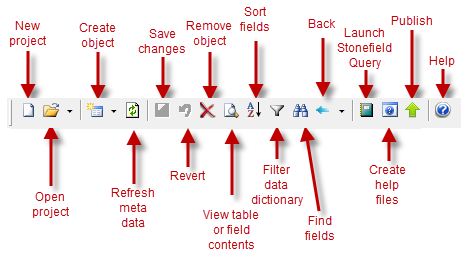 New
project
Create
object
Save
changes
Remove
object
Sort
fields
Back
Launch
Stonefield
Query
Publish
Help
Open
project
Refresh
meta
data
Revert
View table
or field
contents
Filter
data
dictionary
Find
fields
Create
help
files